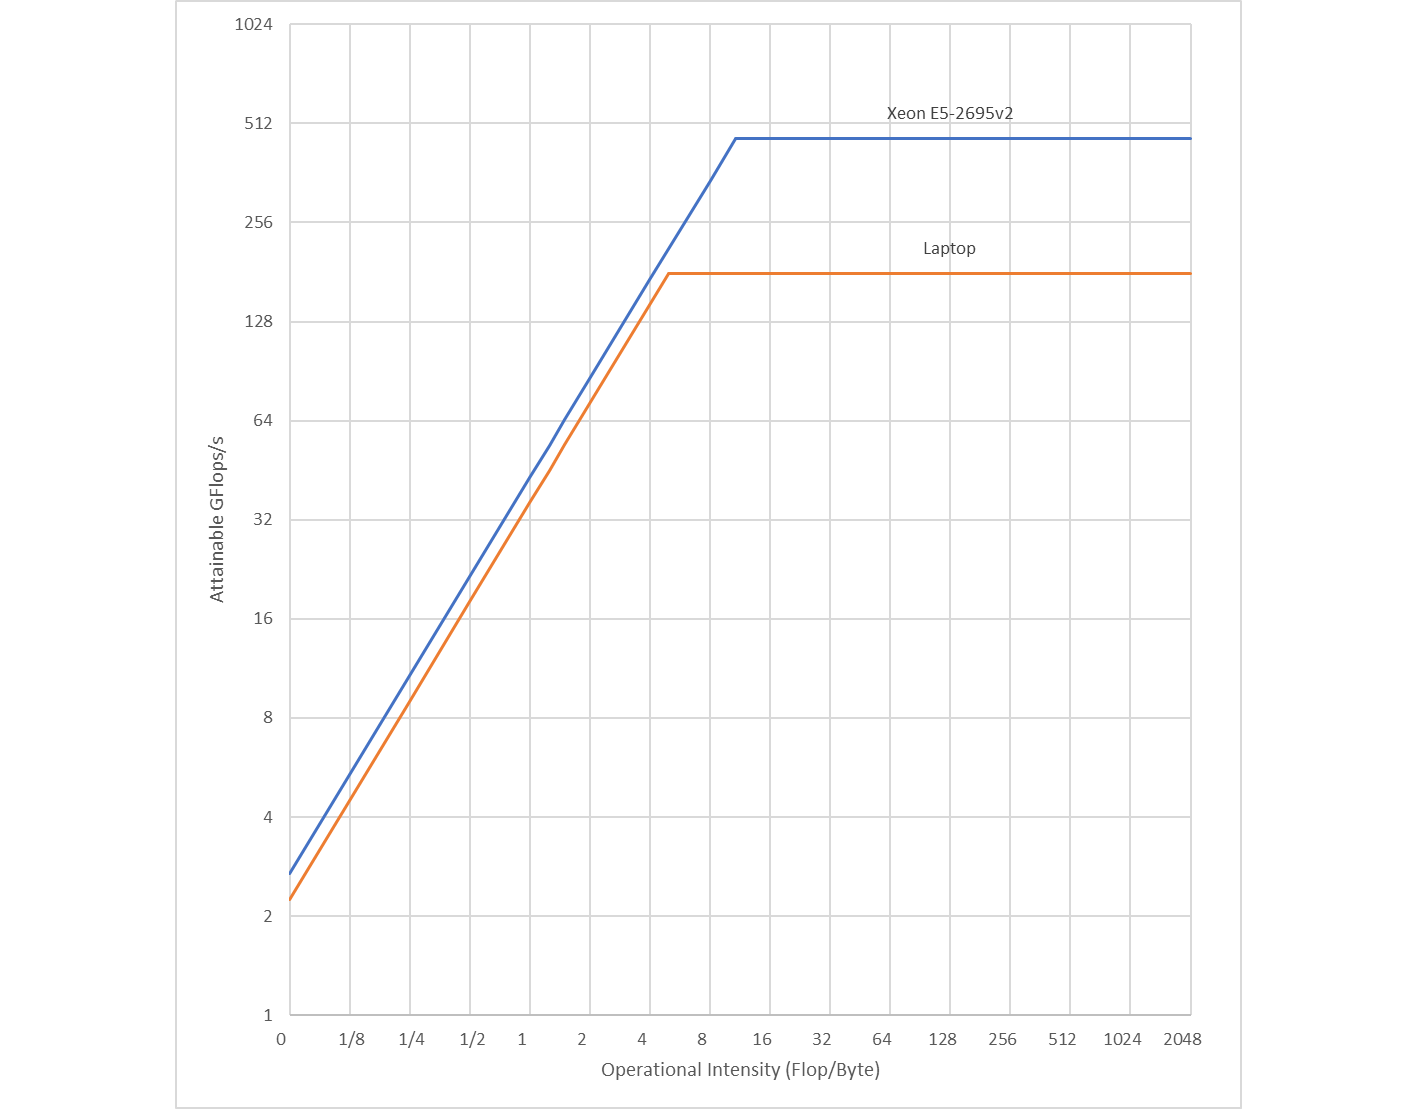 1024
512
256
128
64
32
16
8
4
2
1
Attainable GFlops/s
Xeon E5-2695v2
Laptop
0 1/8 1/4 1/2 1 2 4 8 16 32 64 128 256 512 1024 2048
Operational Intensity (Flop/Byte)